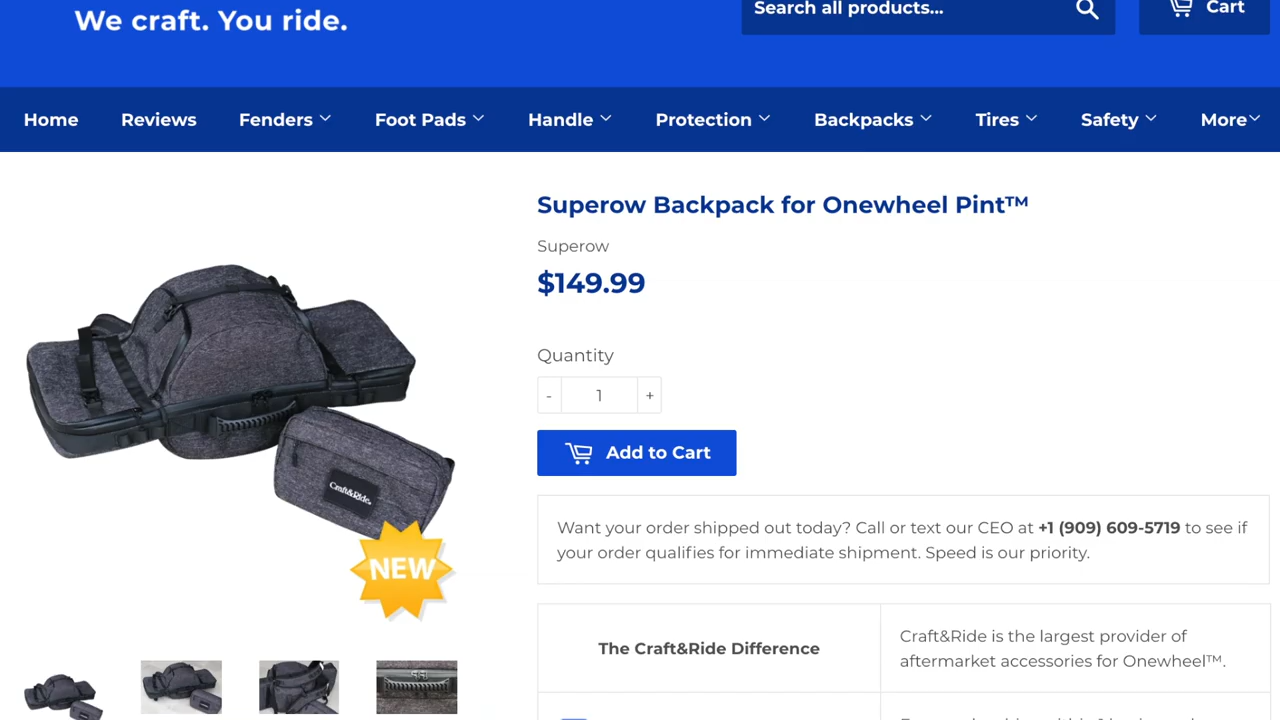 We craft. You ride.
Search all products...
Cart
Home Reviews Fenders Foot Pads Handle Protection Backpacks Tires Safety More
Superow Backpack for Onewheel Pint™
Superow
$149.99
Quantity
- 1 +
Add to Cart
Want your order shipped out today? Call or text our CEO at +1 (909) 609-5719 to see if
your order qualifies for immediate shipment. Speed is our priority.
Craft&Ride.
NEW
The Craft&Ride Difference
Craft&Ride is the largest provider of
aftermarket accessories for Onewheel™.